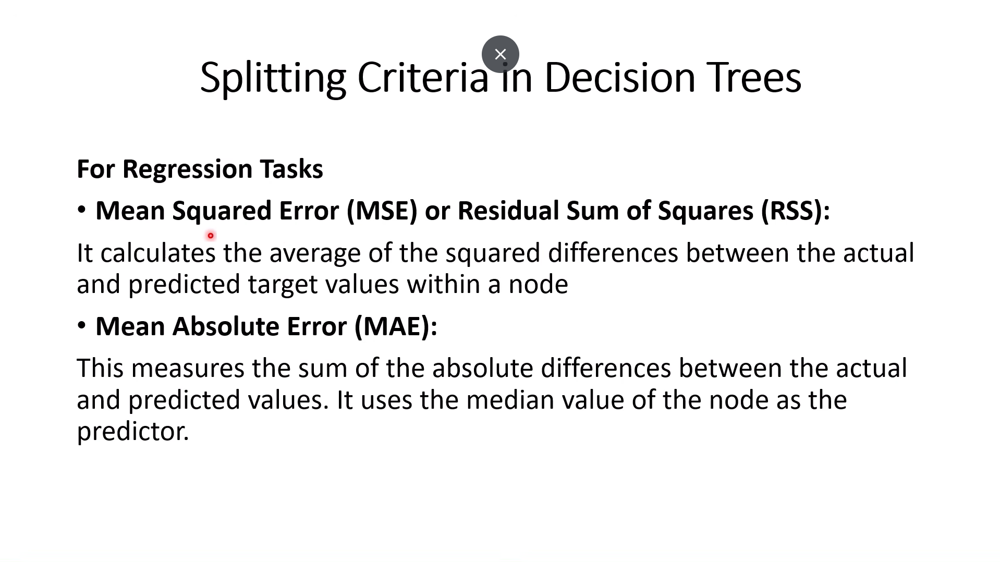 Splitting Criteria in Decision Trees
For Regression Tasks
• Mean Squared Error (MSE) or Residual Sum of Squares (RSS):
It calculates the average of the squared differences between the actual
and predicted target values within a node
• Mean Absolute Error (MAE):
This measures the sum of the absolute differences between the actual
and predicted values. It uses the median value of the node as the
predictor.